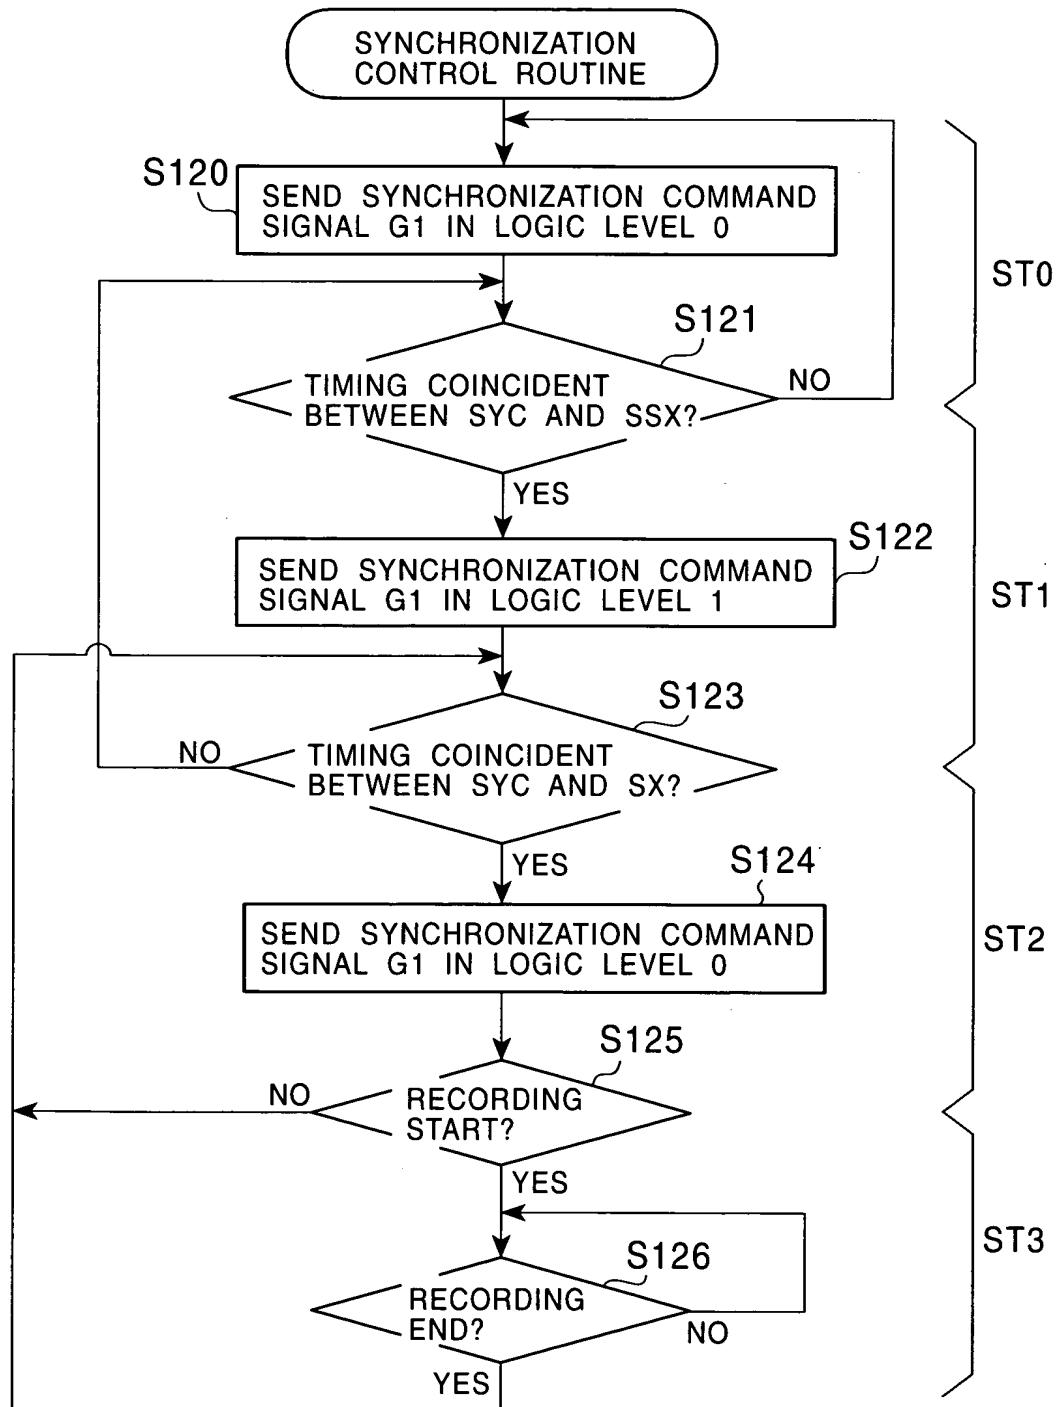 SYNCHRONIZATION
CONTROL ROUTINE
S120
SEND SYNCHRONIZATION COMMAND
SIGNAL G1 IN LOGIC LEVEL 0
ST0
S121
TIMING COINCIDENT
BETWEEN SYC AND SSX?
NO
YES
S122
SEND SYNCHRONIZATION COMMAND
SIGNAL G1 IN LOGIC LEVEL 1
ST1
S123
NO
TIMING COINCIDENT
BETWEEN SYC AND SX?
YES
S124
SEND SYNCHRONIZATION COMMAND
SIGNAL G1 IN LOGIC LEVEL 0
ST2
S125
NO
RECORDING
START?
YES
ST3
S126
RECORDING
END?
NO
YES